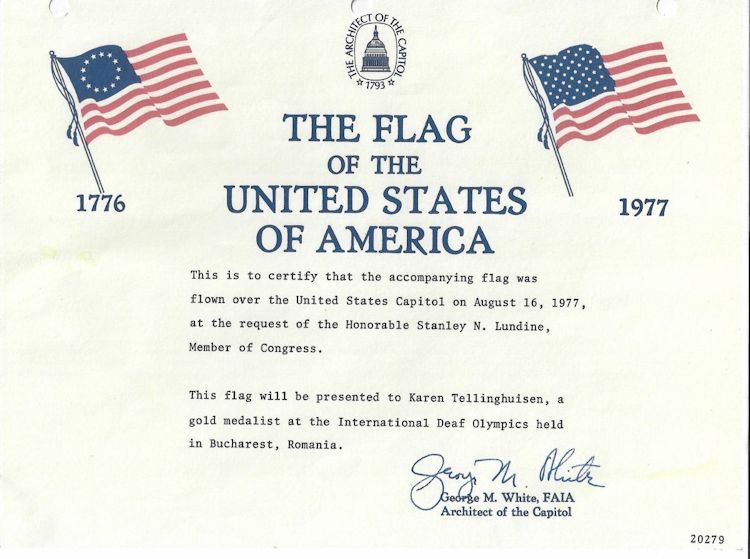 THE ARCHITECT OF THE CAPITOL
1793
THE FLAG
OF THE
UNITED STATES
OF AMERICA
1776
1977
This is to certify that the accompanying flag was
flown over the United States Capitol on August 16, 1977,
at the request of the Honorable Stanley N. Lundine,
Member of Congress.
This flag will be presented to Karen Tellinghuisen, a
gold medalist at the International Deaf Olympics held
in Bucharest, Romania.
George M. White
George M. White, FAIA
Architect of the Capitol
20279